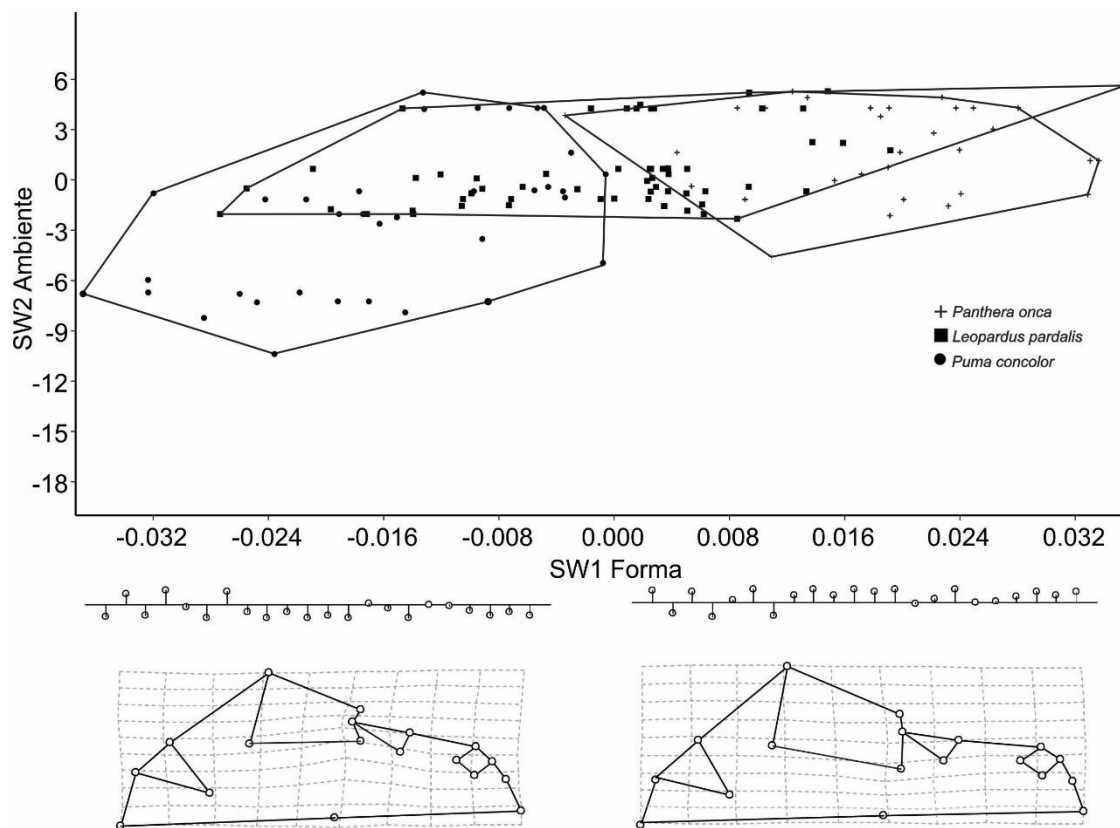 6
3
0
-3
-6
-9
-12
-15
-18
SW2 Ambiente
Panthera onca
Leopardus pardalis
Puma concolor
-0.032 -0.024 -0.016 -0.008 0.000 0.008 0.016 0.024 0.032
SW1 Forma